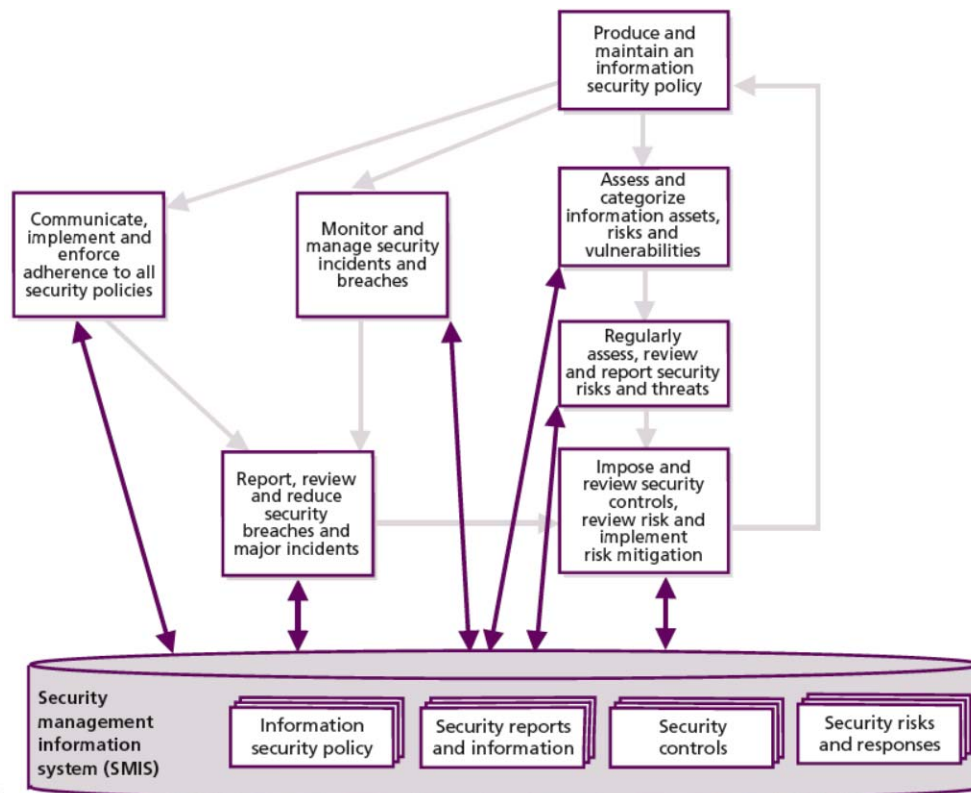 Produce and
maintain an
information
security policy
Communicate,
implement and
enforce
adherence to all
security policies
Monitor and
manage security
incidents and
breaches
Assess and
categorize
information assets,
risks and
vulnerabilities
Regularly
assess, review
and report security
risks and threats
Report, review
and reduce
security
breaches and
major incidents
Impose and
review security
controls,
review risk and
implement
risk mitigation
Security
management
information
system (SMIS)
Information
security policy
Security reports
and information
Security
controls
Security risks
and responses